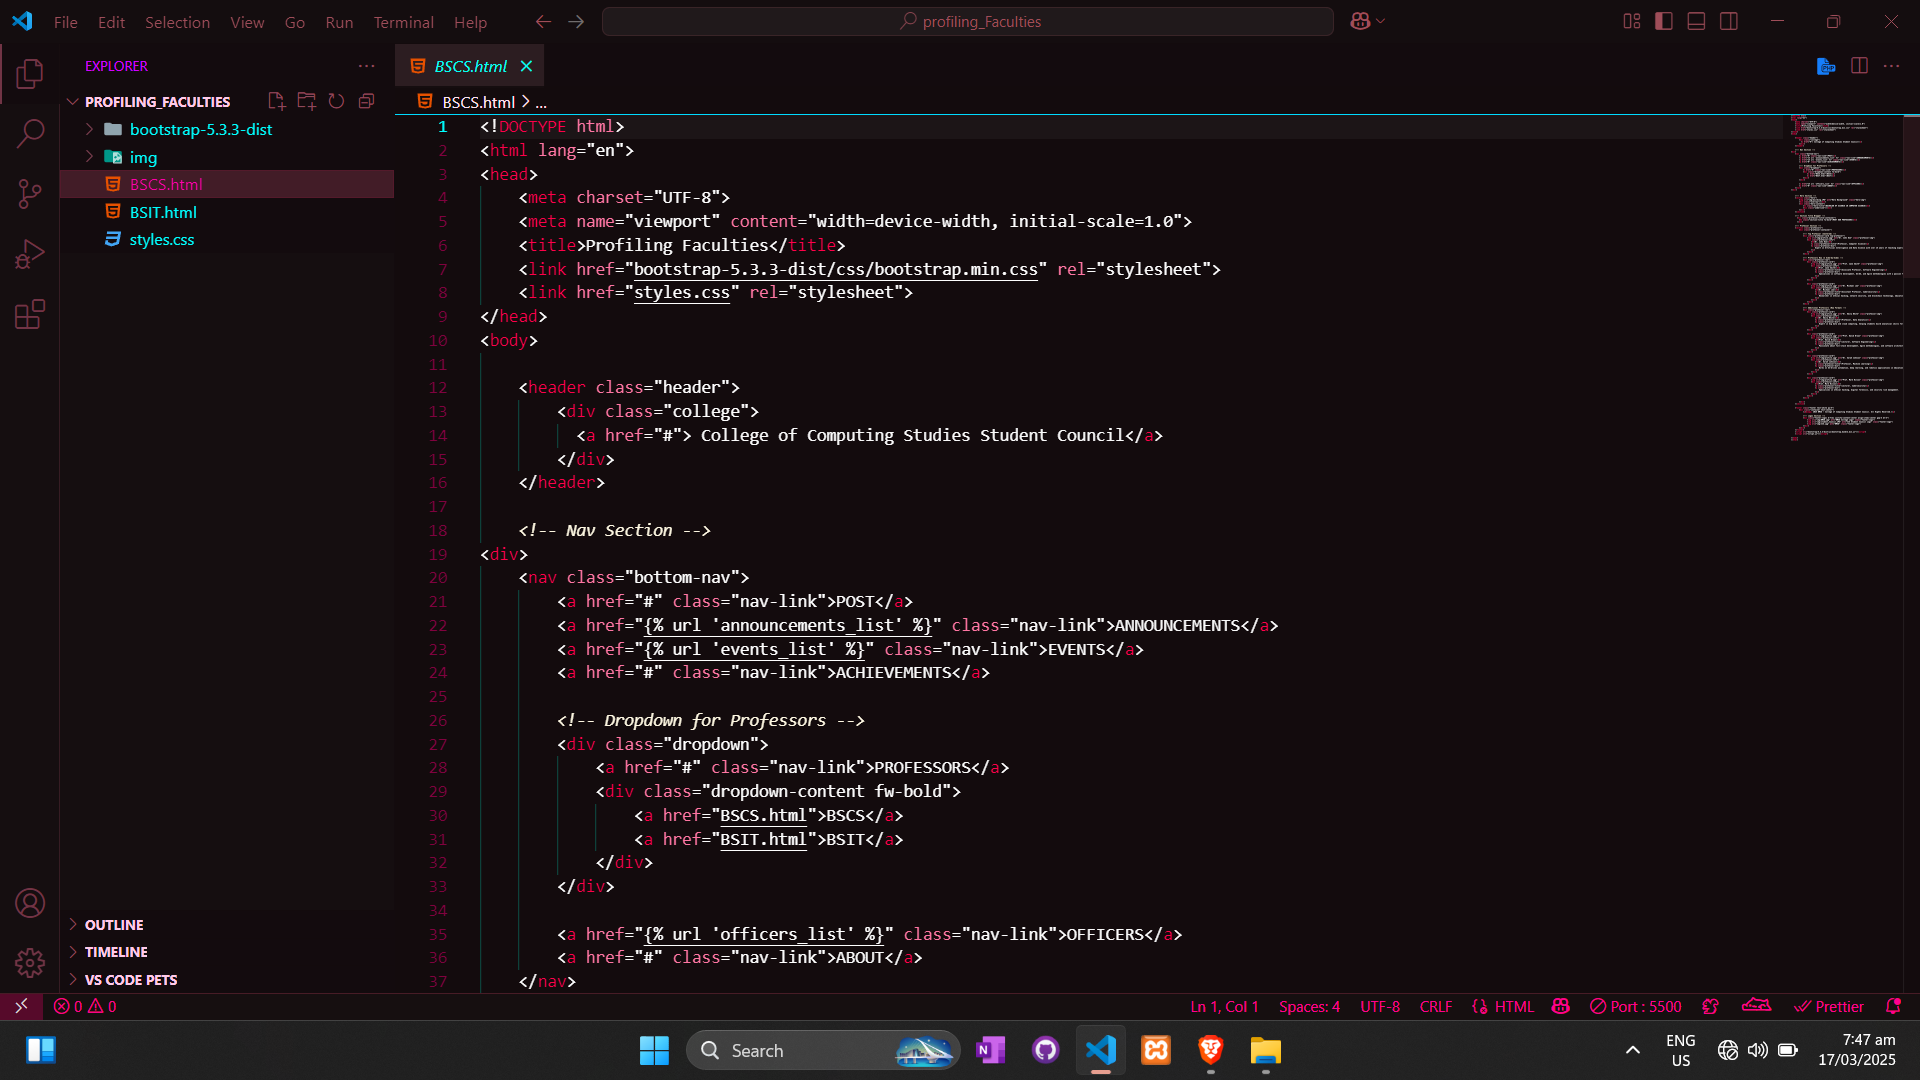 File Edit Selection View Go Run Terminal Help
profiling_Faculties
EXPLORER
PROFILING_FACULTIES
bootstrap-5.3.3-dist
img
BSCS.html
BSIT.html
styles.css
OUTLINE
TIMELINE
VS CODE PETS
BSCS.html
BSCS.html > ...
1 <!DOCTYPE html>
2 <html lang="en">
3 <head>
4 <meta charset="UTF-8">
5 <meta name="viewport" content="width=device-width, initial-scale=1.0">
6 <title>Profiling Faculties</title>
7 <link href="bootstrap-5.3.3-dist/css/bootstrap.min.css" rel="stylesheet">
8 <link href="styles.css" rel="stylesheet">
9 </head>
10 <body>
11
12 <header class="header">
13 <div class="college">
14 <a href="#"> College of Computing Studies Student Council</a>
15 </div>
16 </header>
17
18 <!-- Nav Section -->
19 <div>
20 <nav class="bottom-nav">
21 <a href="#" class="nav-link">POST</a>
22 <a href="{% url 'announcements_list' %}" class="nav-link">ANNOUNCEMENTS</a>
23 <a href="{% url 'events_list' %}" class="nav-link">EVENTS</a>
24 <a href="#" class="nav-link">ACHIEVEMENTS</a>
25
26 <!-- Dropdown for Professors -->
27 <div class="dropdown">
28 <a href="#" class="nav-link">PROFESSORS</a>
29 <div class="dropdown-content fw-bold">
30 <a href="BSCS.html">BSCS</a>
31 <a href="BSIT.html">BSIT</a>
32 </div>
33 </div>
34
35 <a href="{% url 'officers_list' %}" class="nav-link">OFFICERS</a>
36 <a href="#" class="nav-link">ABOUT</a>
37 </nav>
0 0
Ln 1, Col 1 Spaces: 4 UTF-8 CRLF HTML Port : 5500 Prettier
Search
ENG
US
7:47 am
17/03/2025